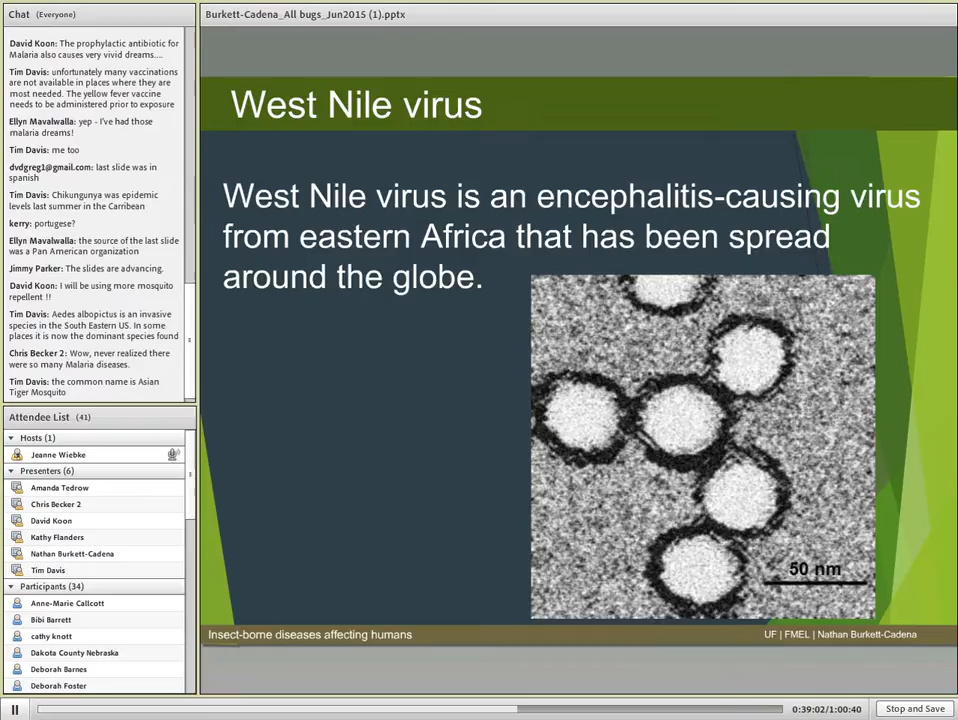 Chat (Everyone)
David Koon: The prophylactic antibiotic for
Malaria also causes very vivid dreams....
Tim Davis: unfortunately many vaccinations
are not available in places where they are
most needed. The yellow fever vaccine
needs to be administered prior to exposure
Ellyn Mavalwalla: yep - I've had those
malaria dreams!
Tim Davis: me too
dvdgreg1@gmail.com: last slide was in
spanish
Tim Davis: Chikungunya was epidemic
levels last summer in the Carribean
kerry: portugese?
Ellyn Mavalwalla: the source of the last slide
was a Pan American organization
Jimmy Parker: The slides are advancing.
David Koon: I will be using more mosquito
repellent !!
Tim Davis: Aedes albopictus is an invasive
species in the South Eastern US. In some
places it is now the dominant species found
Chris Becker 2: Wow, never realized there
were so many Malaria diseases.
Tim Davis: the common name is Asian
Tiger Mosquito
Attendee List (41)
Hosts (1)
Jeanne Wiebke
Presenters (6)
Amanda Tedrow
Chris Becker 2
David Koon
Kathy Flanders
Nathan Burkett-Cadena
Tim Davis
Participants (34)
Anne-Marie Callcott
Bibi Barrett
cathy knott
Dakota County Nebraska
Deborah Barnes
Deborah Foster
Burkett-Cadena_All bugs_Jun2015 (1).pptx
West Nile virus
West Nile virus is an encephalitis-causing virus
from eastern Africa that has been spread
around the globe.
50 nm
Insect-borne diseases affecting humans
UF | FMEL | Nathan Burkett-Cadena
0:39:02/1:00:40
Stop and Save